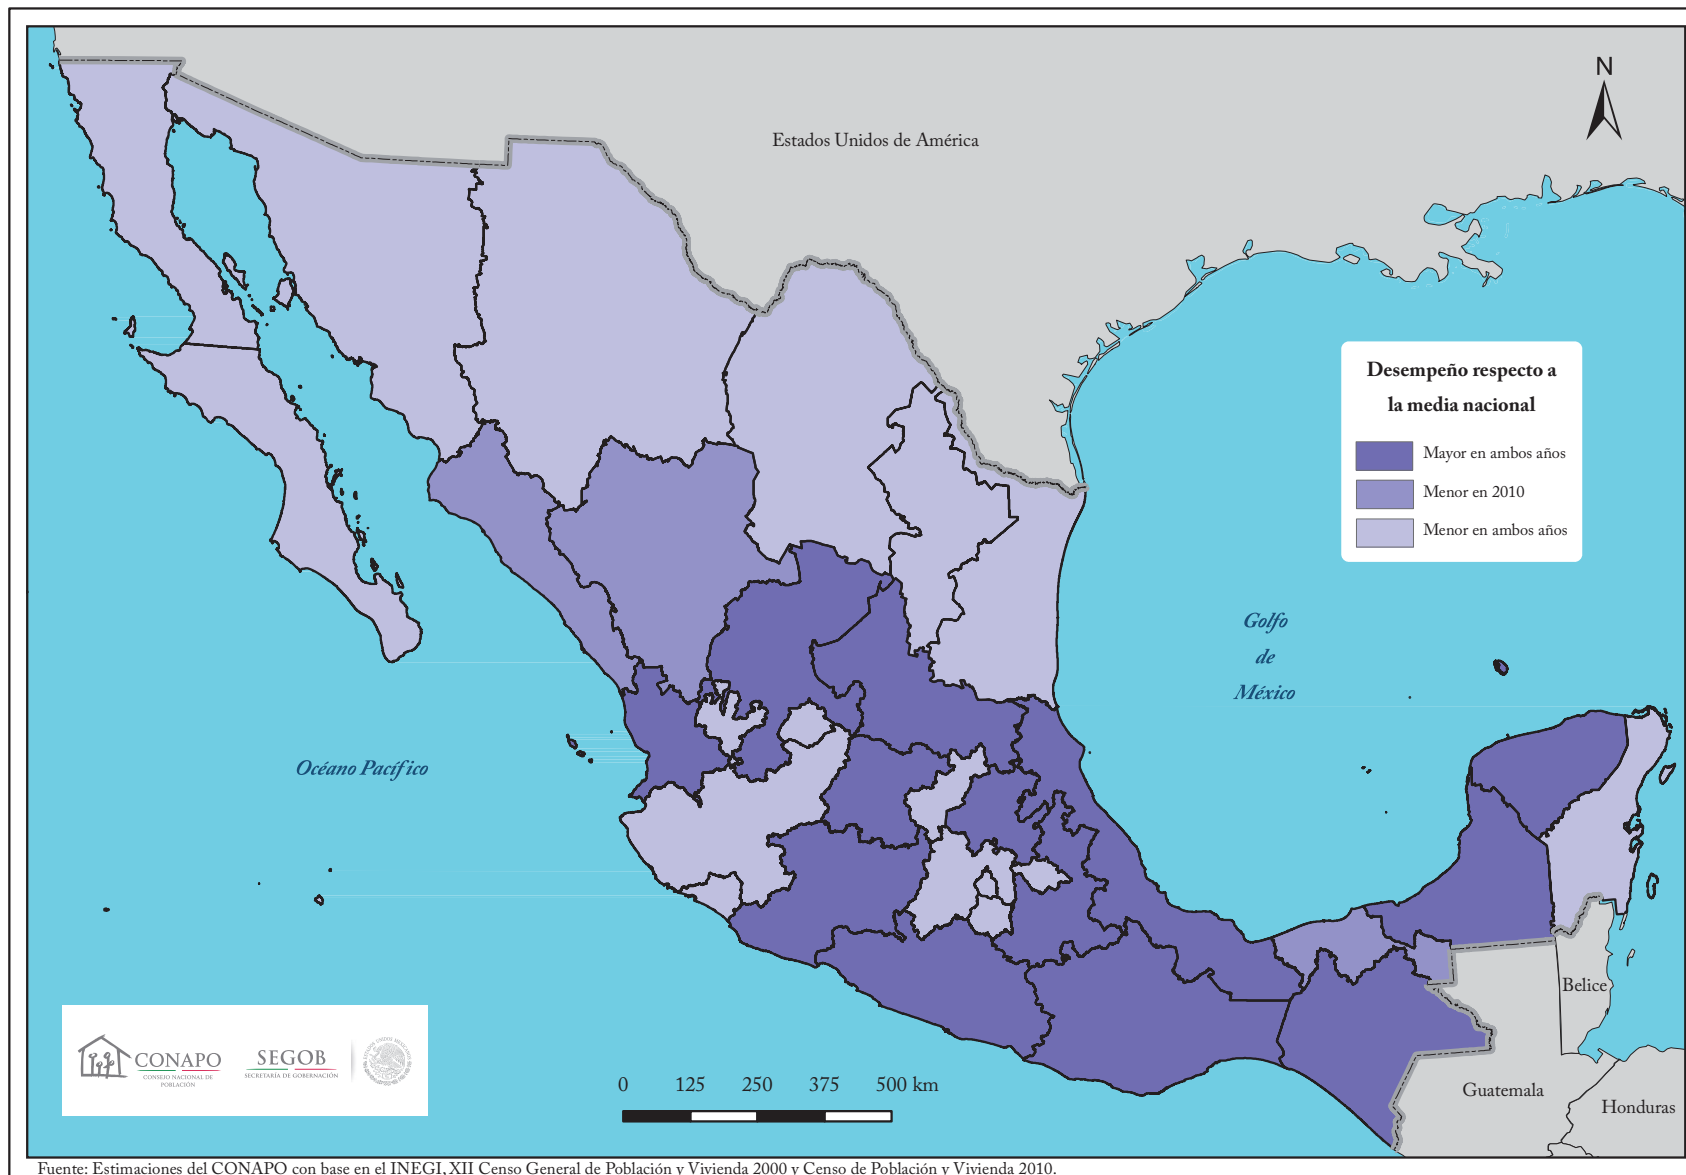 N
Estados Unidos de América
Desempeño respecto a
la media nacional
Mayor en ambos años
Menor en 2010
Menor en ambos años
Golfo
de
México
Océano Pacífico
Belice
Guatemala
Honduras
CONAPO
CONSEJO NACIONAL DE
POBLACIÓN
SEGOB
SECRETARÍA DE GOBERNACIÓN
ESTADOS UNIDOS MEXICANOS
0 125 250 375 500 km
Fuente: Estimaciones del CONAPO con base en el INEGI, XII Censo General de Población y Vivienda 2000 y Censo de Población y Vivienda 2010.